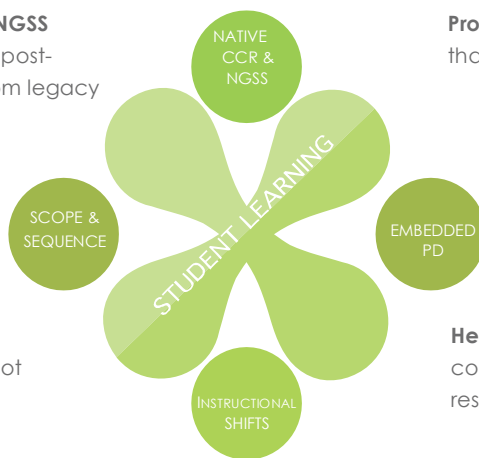 NGSS
post-
m legacy
Pro
tha
NATIVE
CCR &
NGSS
STUDENT LEARNING
SCOPE &
SEQUENCE
EMBEDDED
PD
ot
INSTRUCTIONAL
SHIFTS
He
co
res